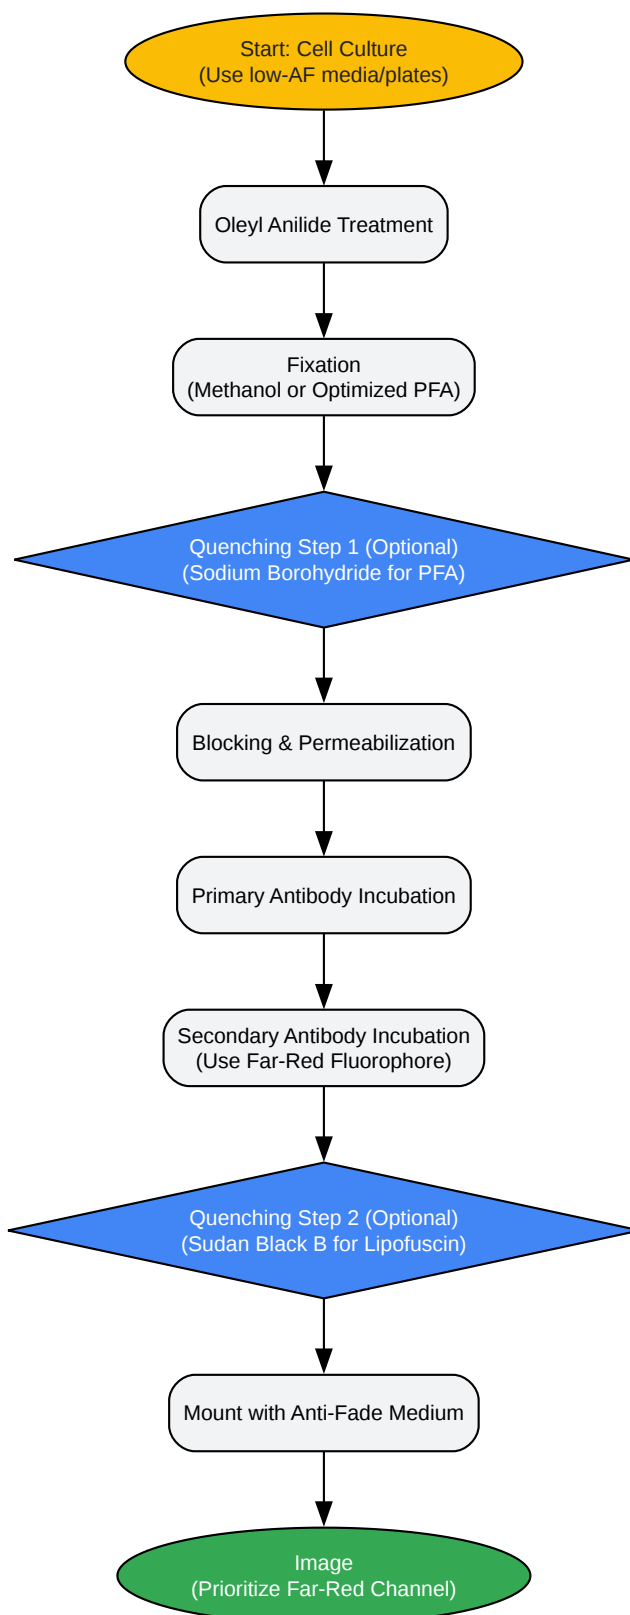 Start: Cell Culture
(Use low-AF media/plates)
Oleyl Anilide Treatment
Fixation
(Methanol or Optimized PFA)
Quenching Step 1 (Optional)
(Sodium Borohydride for PFA)
Blocking & Permeabilization
Primary Antibody Incubation
Secondary Antibody Incubation
(Use Far-Red Fluorophore)
Quenching Step 2 (Optional)
(Sudan Black B for Lipofuscin)
Mount with Anti-Fade Medium
Image
(Prioritize Far-Red Channel)